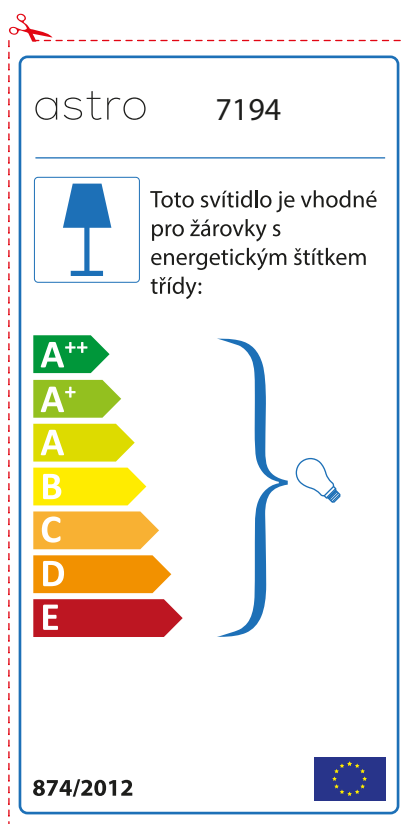 astro 7194
Toto svítidlo je vhodné
pro žárovky s
energetickým štítkem
třídy:
A++
A+
A
B
C
D
E
874/2012